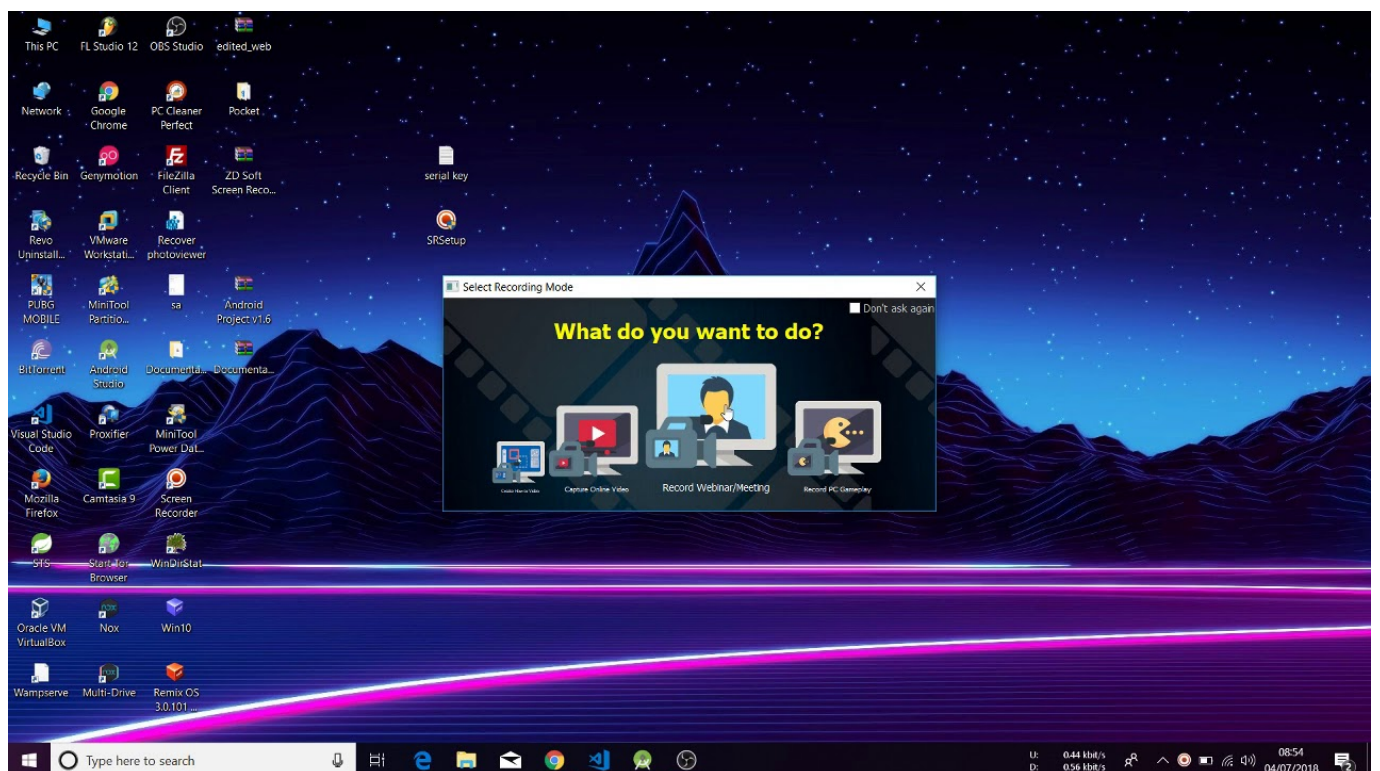 This PC
FL Studio 12
OBS Studio
edited_web
Network
Google
Chrome
PC Cleaner
Perfect
Pocket
Recycle Bin
Genymotion
FileZilla
Client
ZD Soft
Screen Reco...
serial key
Revo
Uninstall...
VMware
Workstati...
Recover
photoviewer
SRSetup
PUBG
MOBILE
MiniTool
Partitio...
sa
Android
Project v1.6
BitTorrent
Android
Studio
Documenta...
Documenta...
Visual Studio
Code
Proxifier
MiniTool
Power Dat...
Mozilla
Firefox
Camtasia 9
Screen
Recorder
STS
Start Tor
Browser
WinDirStat
Oracle VM
VirtualBox
Nox
Win10
Wampserve
Multi-Drive
Remix OS
3.0.101 ...
Select Recording Mode
Don't ask again
What do you want to do?
Capture Online Video
Record Webinar/Meeting
Record PC Gameplay
Type here to search
U: 0.44 kbit/s
D: 0.56 kbit/s
08:54
04/07/2018
2